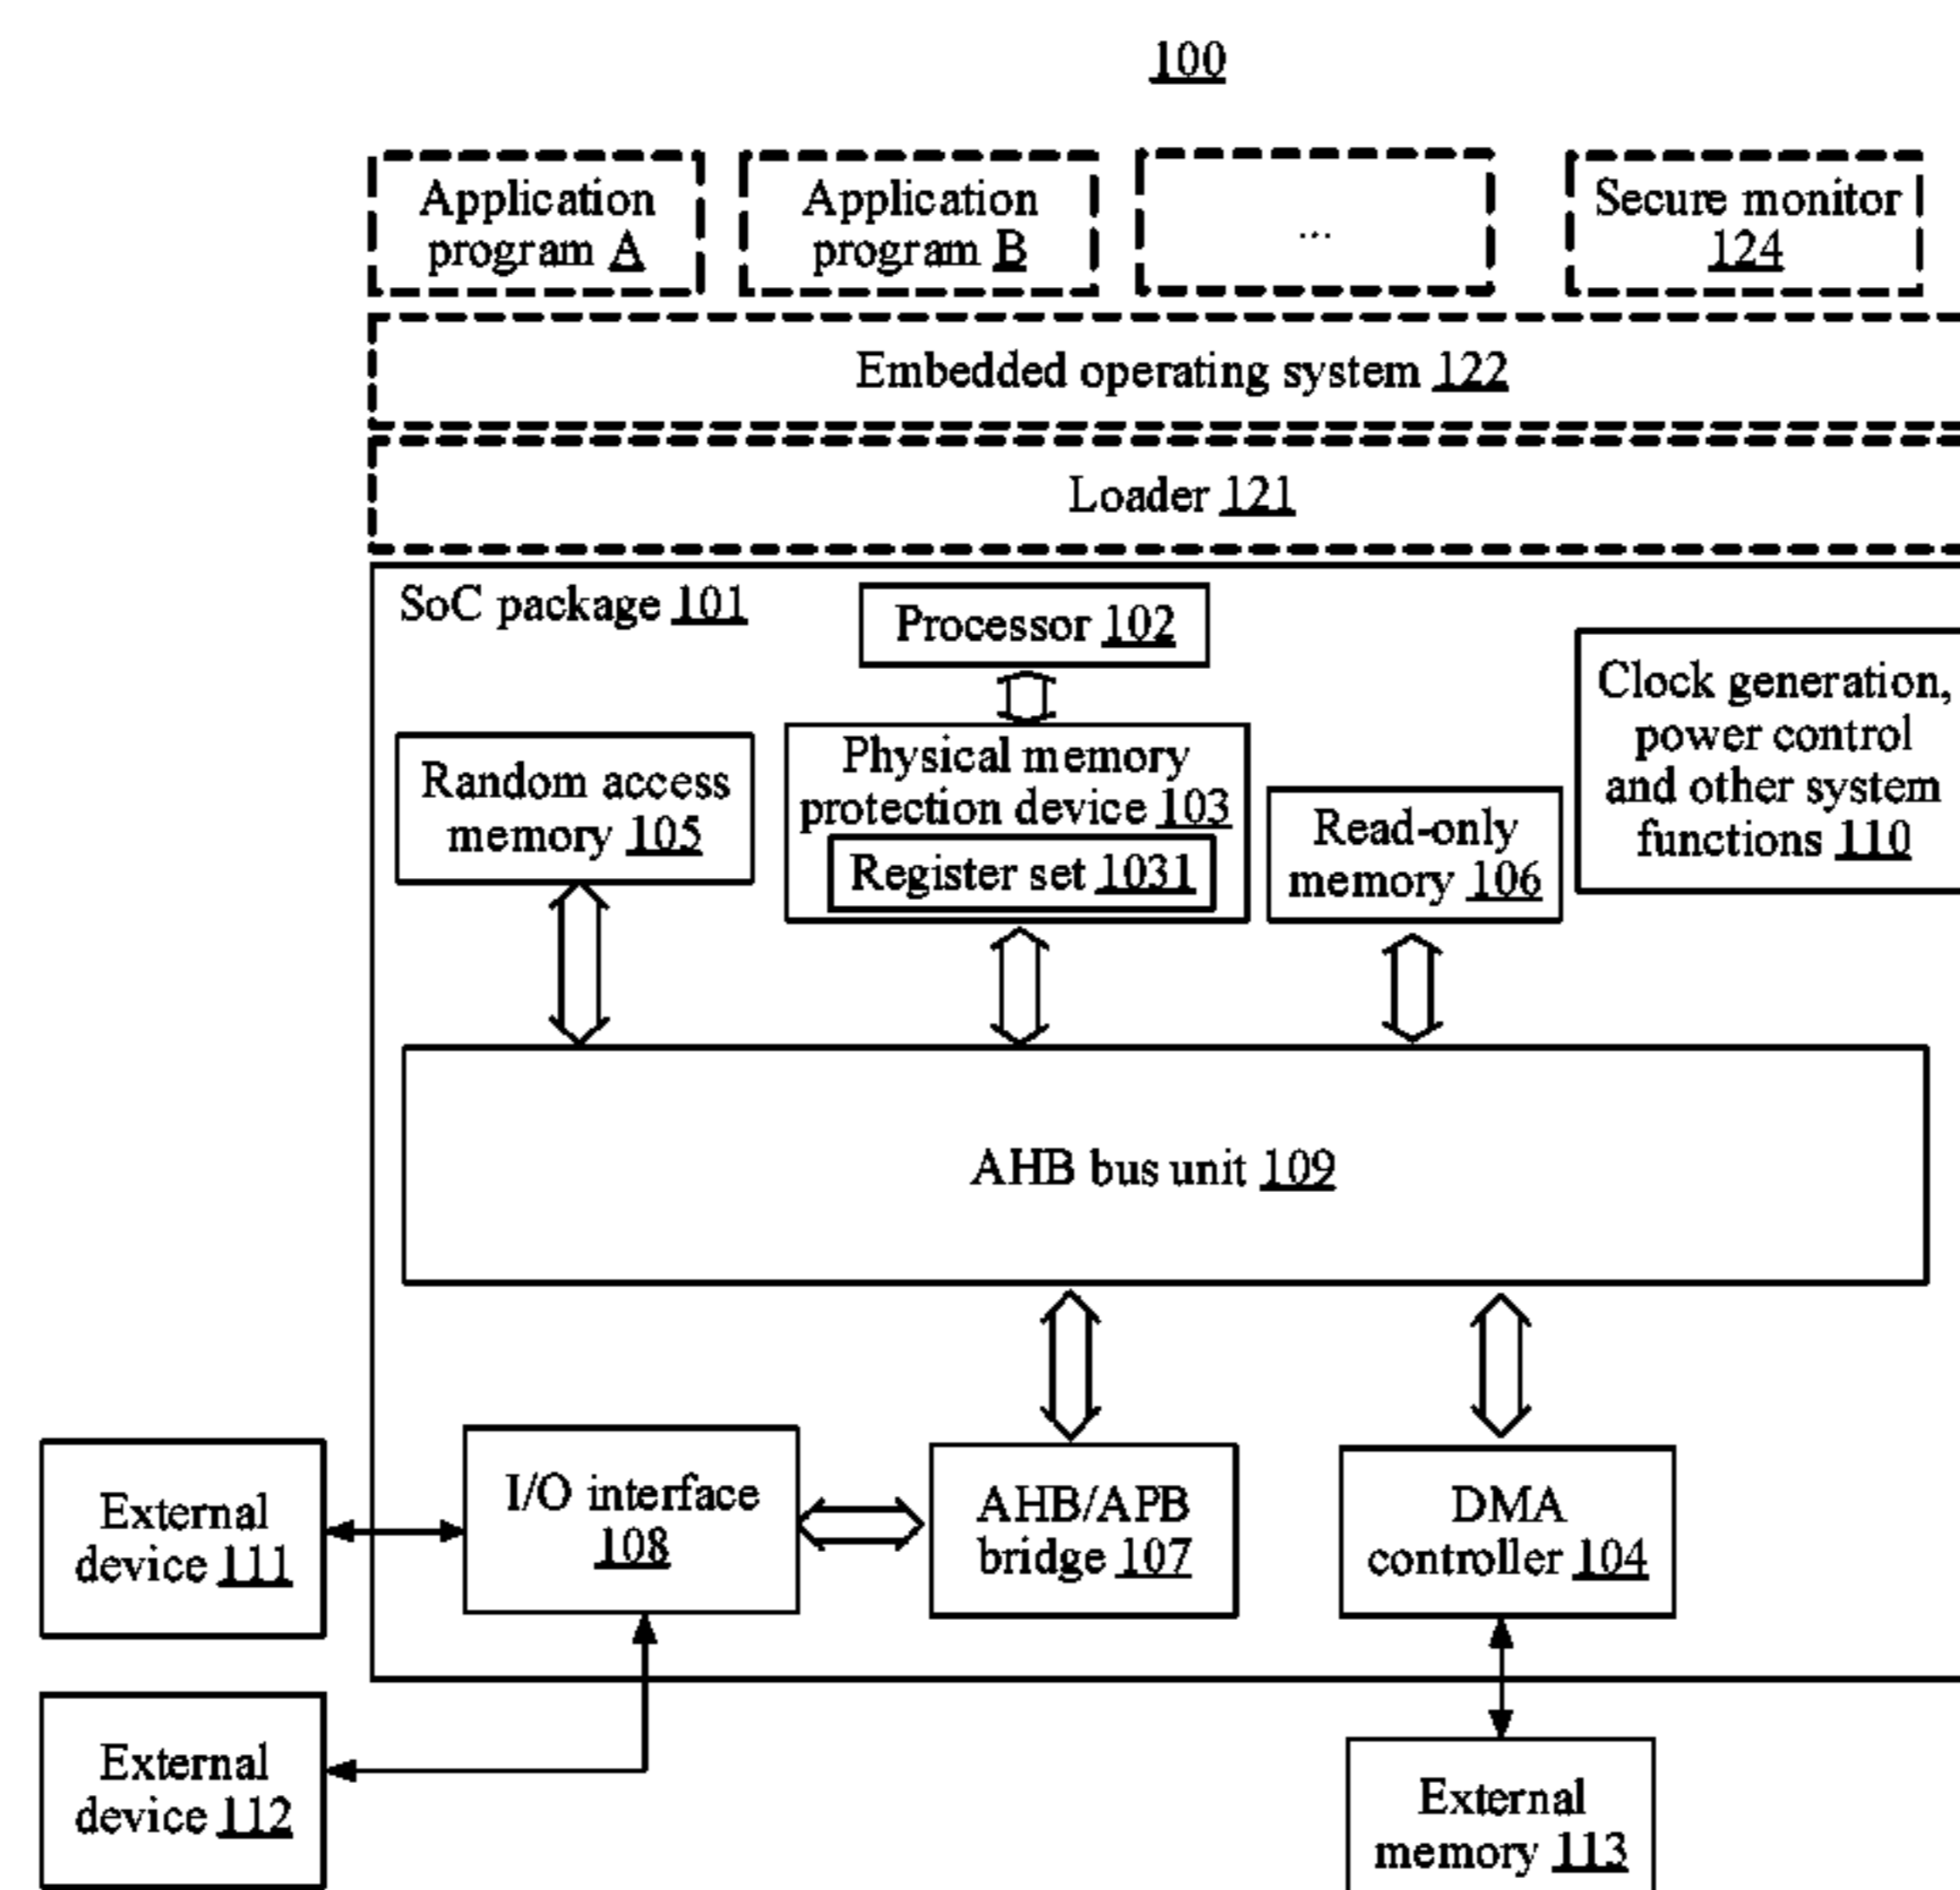 100
Application
program A
Application
program B
...
Secure monitor
124
Embedded operating system 122
Loader 121
SoC package 101
Processor 102
Clock generation,
power control
and other system
functions 110
Random access
memory 105
Physical memory
protection device 103
Register set 1031
Read-only
memory 106
AHB bus unit 109
External
device 111
I/O interface
108
AHB/APB
bridge 107
DMA
controller 104
External
device 112
External
memory 113